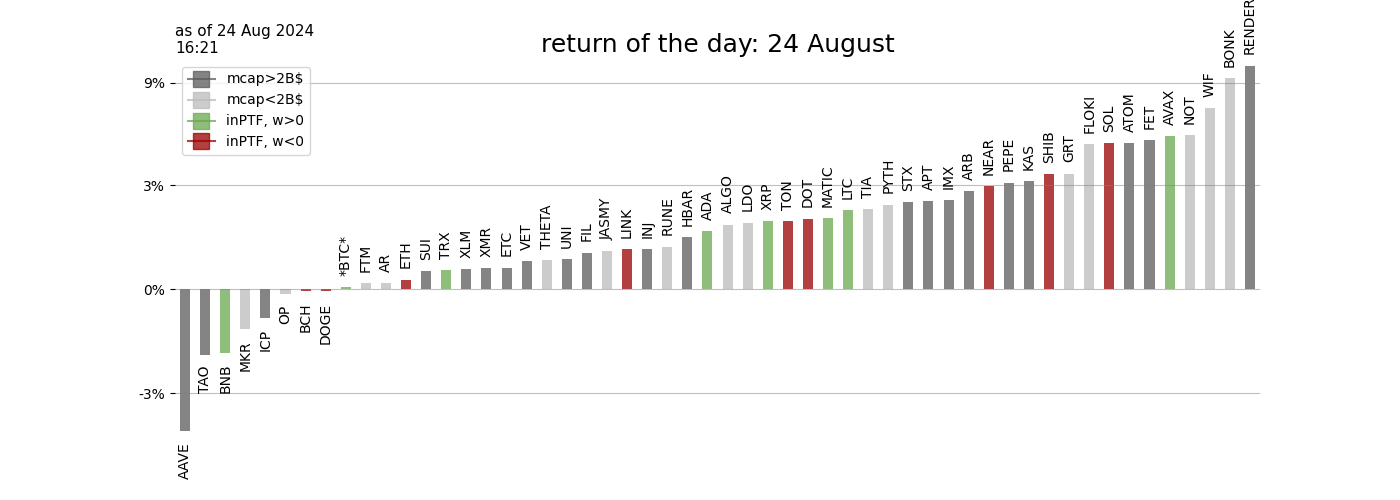 as of 24 Aug 2024
16:21
return of the day: 24 August
mcap>2B$
mcap<2B$
inPTF, w>0
inPTF, w<0
9%
3%
0%
-3%
AAVE
TAO
BNB
MKR
ICP
OP
BCH
DOGE
*BTC*
FTM
AR
ETH
SUI
TRX
XLM
XMR
ETC
VET
THETA
UNI
FIL
JASMY
LINK
INJ
RUNE
HBAR
ADA
ALGO
LDO
XRP
TON
DOT
MATIC
LTC
TIA
PYTH
STX
APT
IMX
ARB
NEAR
PEPE
KAS
SHIB
GRT
FLOKI
SOL
ATOM
FET
AVAX
NOT
WIF
BONK
RENDER